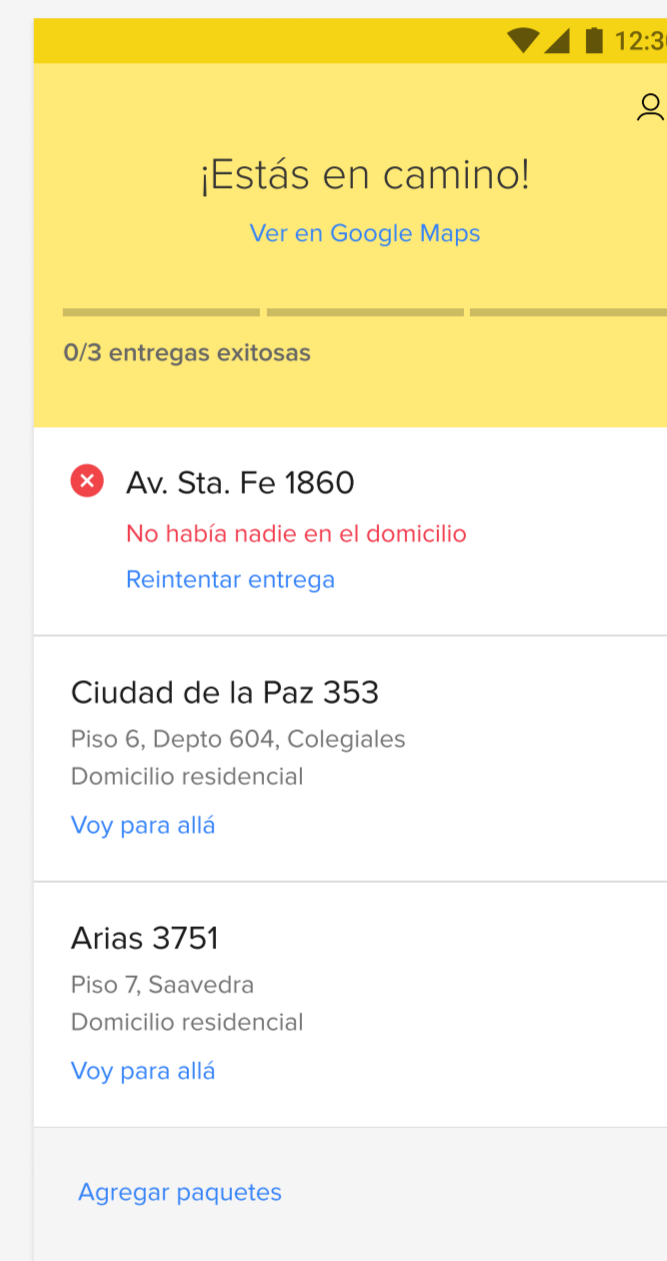 12:30
¡Estás en camino!
Ver en Google Maps
0/3 entregas exitosas
Av. Sta. Fe 1860
No había nadie en el domicilio
Reintentar entrega
Ciudad de la Paz 353
Piso 6, Depto 604, Colegiales
Domicilio residencial
Voy para allá
Arias 3751
Piso 7, Saavedra
Domicilio residencial
Voy para allá
Agregar paquetes